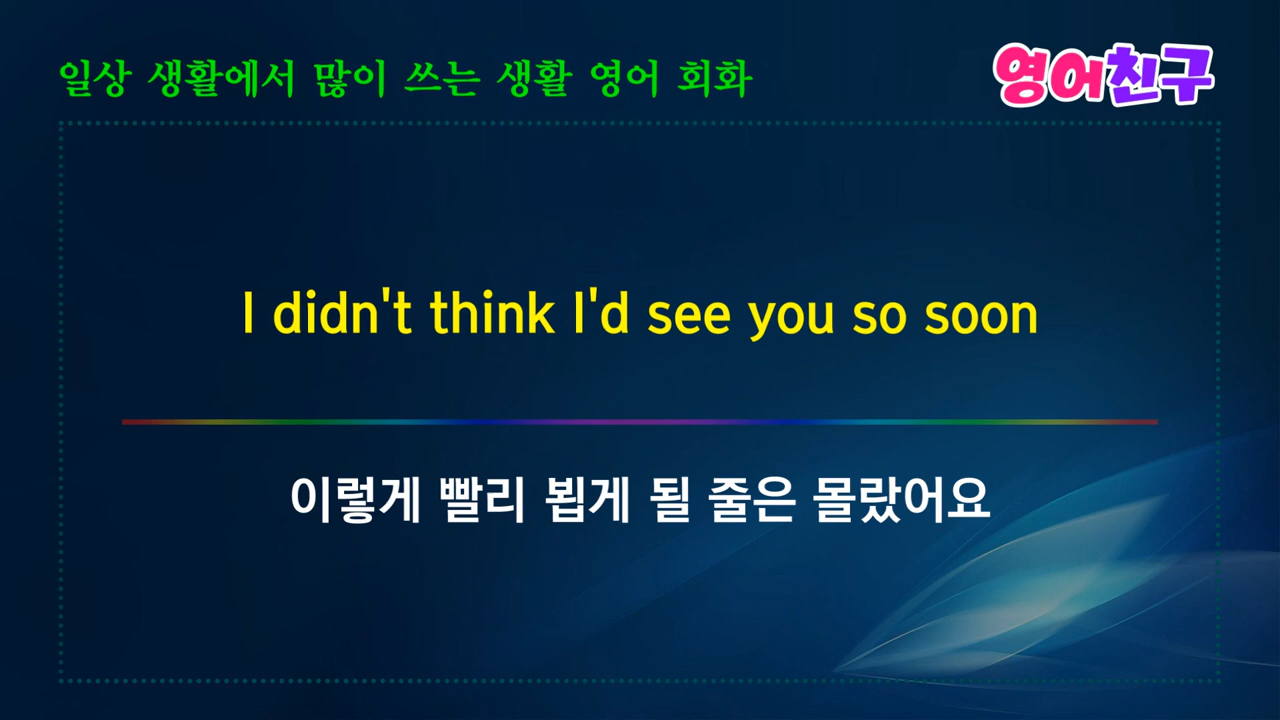 일상 생활에서 많이 쓰는 생활 영어 회화
영어친구
I didn't think I'd see you so soon
이렇게 빨리 뵙게 될 줄은 몰랐어요